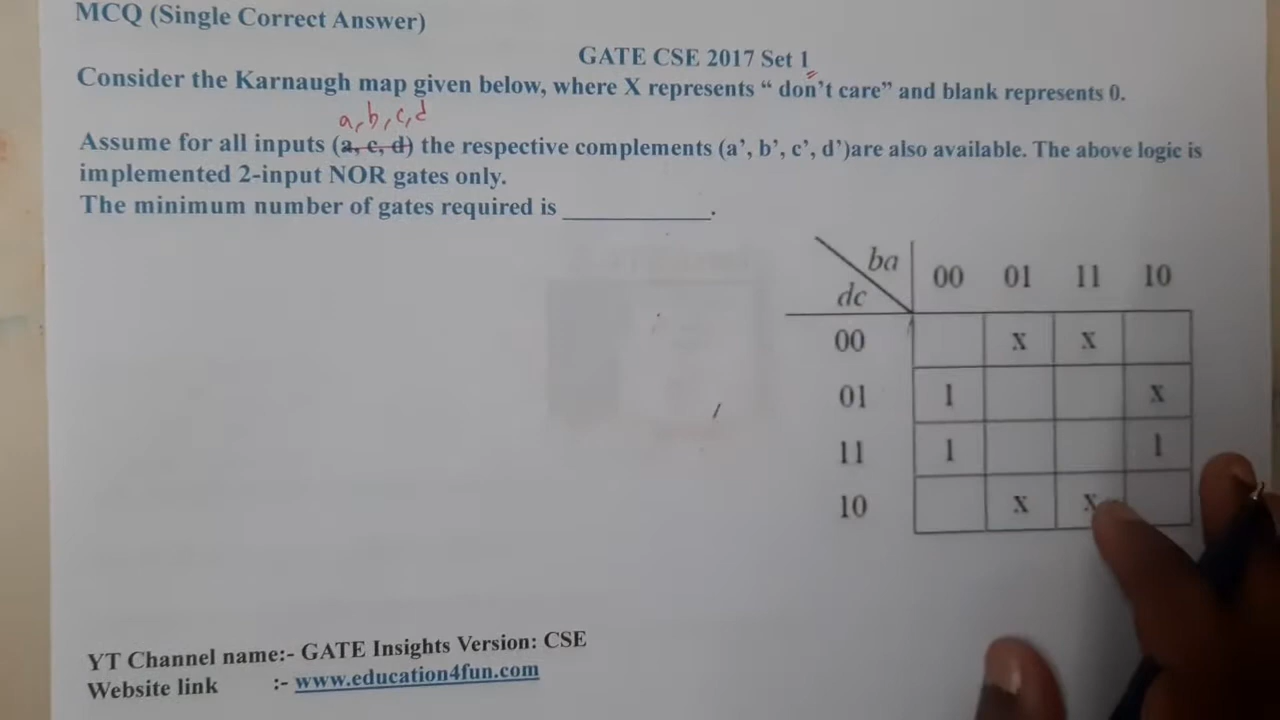 MCQ (Single Correct Answer)
GATE CSE 2017 Set 1
Consider the Karnaugh map given below, where X represents “ don’t care” and blank represents 0.
a, b, c, d
Assume for all inputs (a, c, d) the respective complements (a’, b’, c’, d’)are also available. The above logic is
implemented 2-input NOR gates only.
The minimum number of gates required is __________.
ba
dc
00 01 11 10
00 x x
01 1 x
11 1 1
10 x x
YT Channel name:- GATE Insights Version: CSE
Website link :- www.education4fun.com